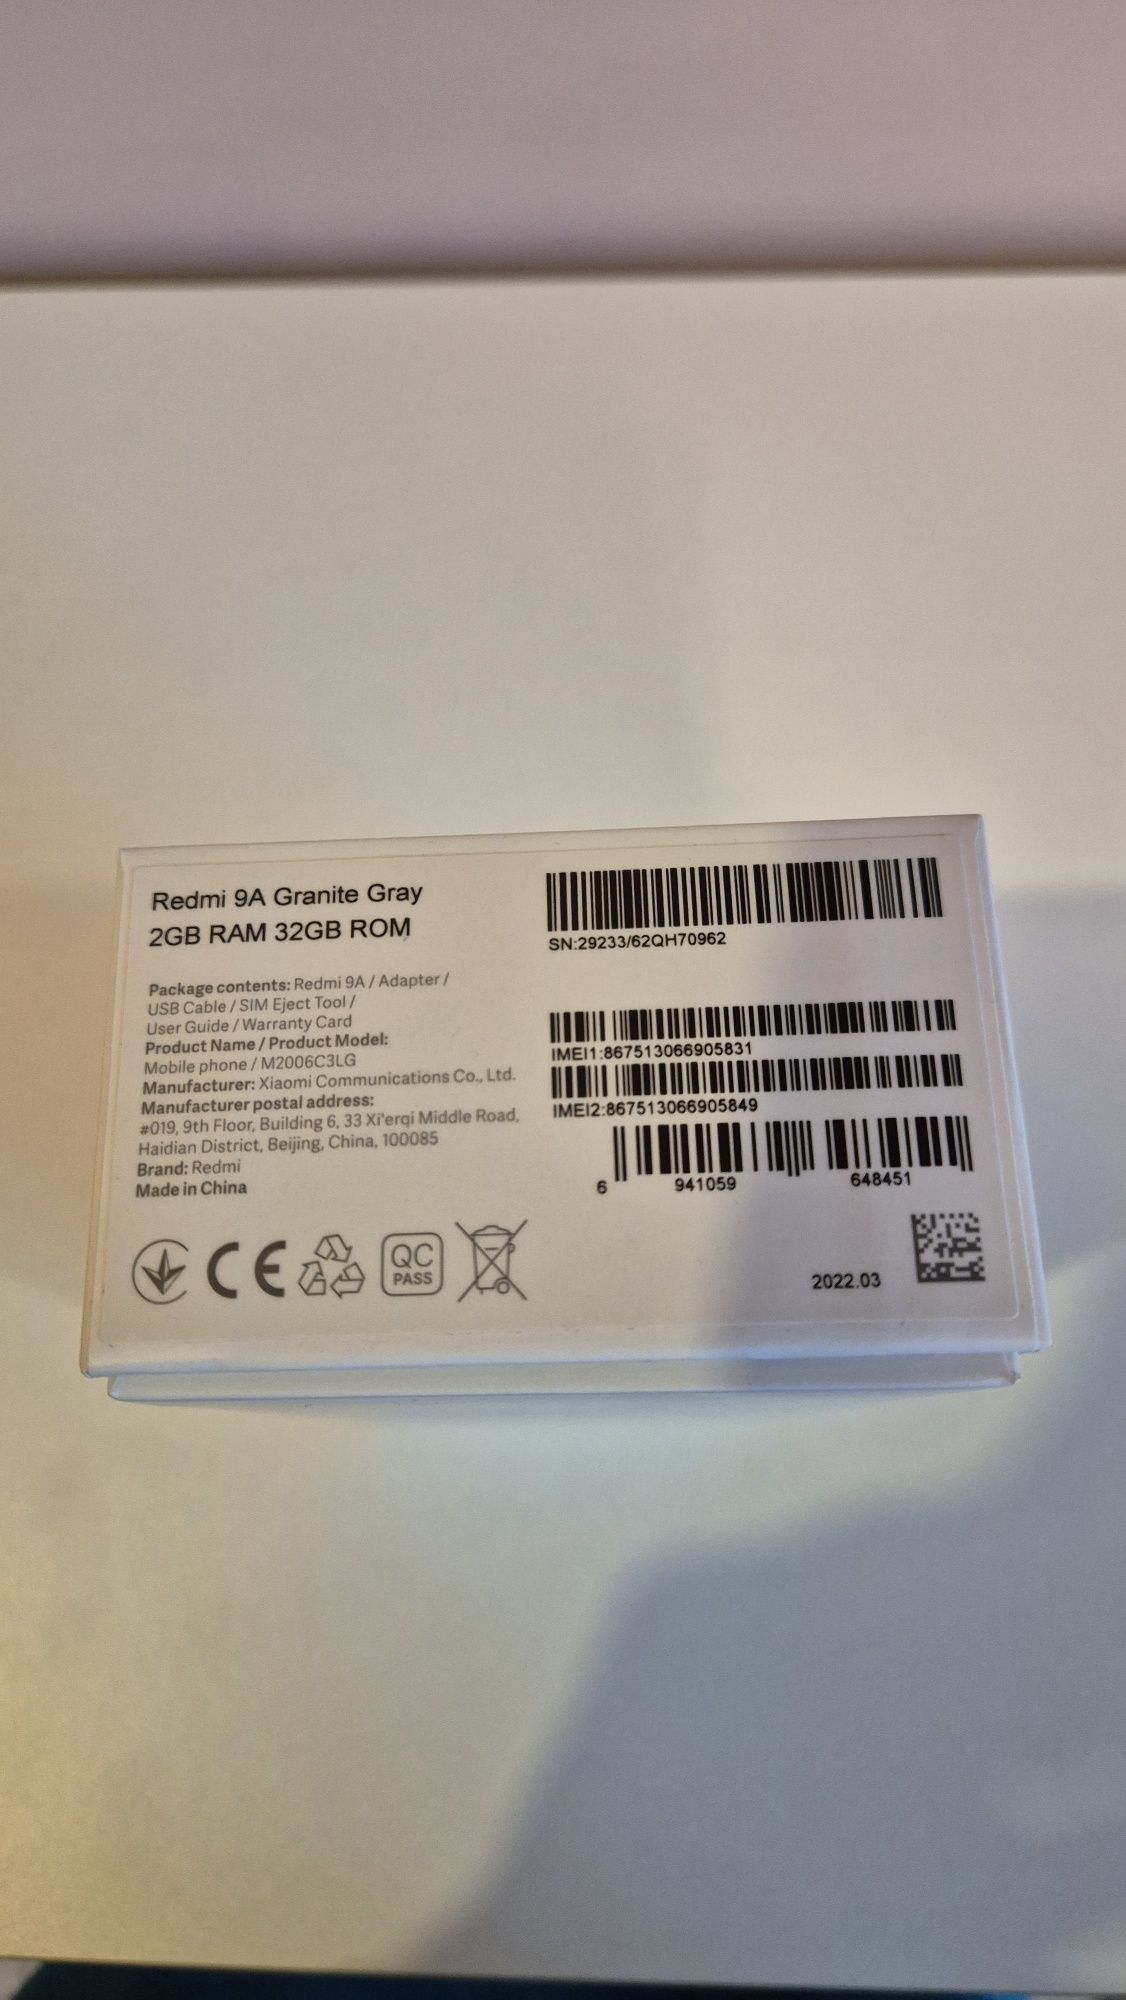 Redmi 9A Granite Gray
2GB RAM 32GB ROM
Package contents: Redmi 9A / Adapter /
USB Cable / SIM Eject Tool /
User Guide / Warranty Card
Product Name / Product Model:
Mobile phone / M2006C3LG
Manufacturer: Xiaomi Communications Co., Ltd.
Manufacturer postal address:
#019, 9th Floor, Building 6, 33 Xi'erqi Middle Road,
Haidian District, Beijing, China, 100085
Brand: Redmi
Made in China
CE
QC
PASS
SN:29233/62QH70962
IMEI1:867513066905831
IMEI2:867513066905849
6 941059 648451
2022.03